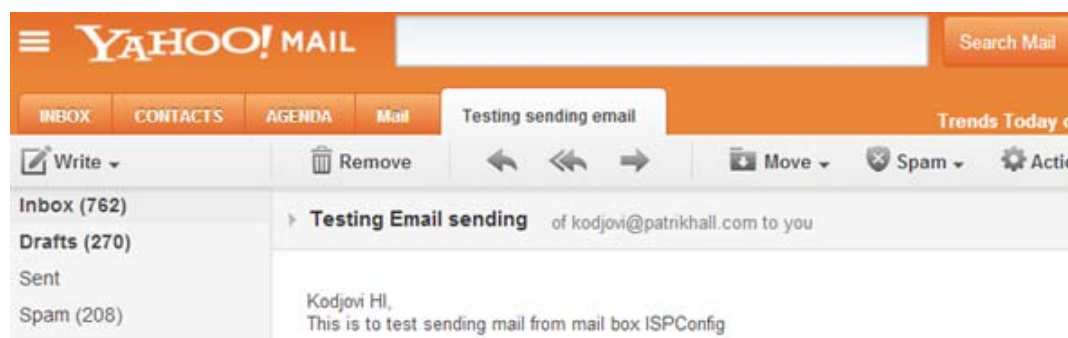 YAHOO! MAIL
Search Mail
INBOX CONTACTS AGENDA Mail Testing sending email Trends Today
Write Remove Move Spam Actio
Inbox (762)
Testing Email sending of kodjovi@patrikhall.com to you
Drafts (270)
Sent
Spam (208)
Kodjovi HI,
This is to test sending mail from mail box ISPConfig